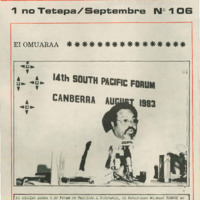 1 no Tetepa/Septembre N° 106
EI OMUARAA ********************
14th SOUTH PACIFIC FORUM
CANBERRA AUGUST 1983